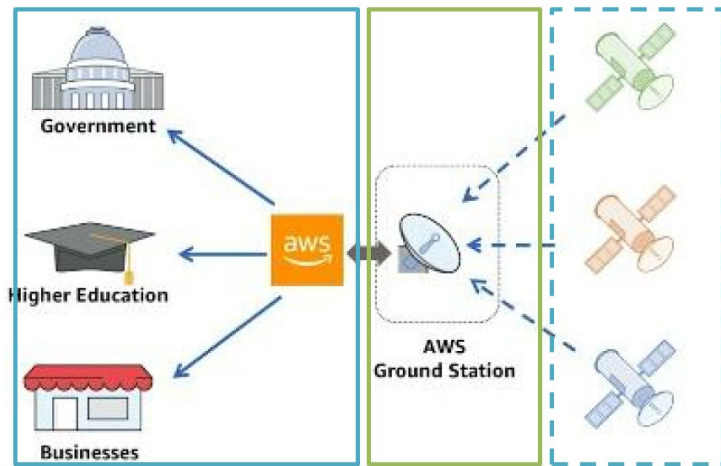 Government
aws
Higher Education
AWS
Ground Station
Businesses